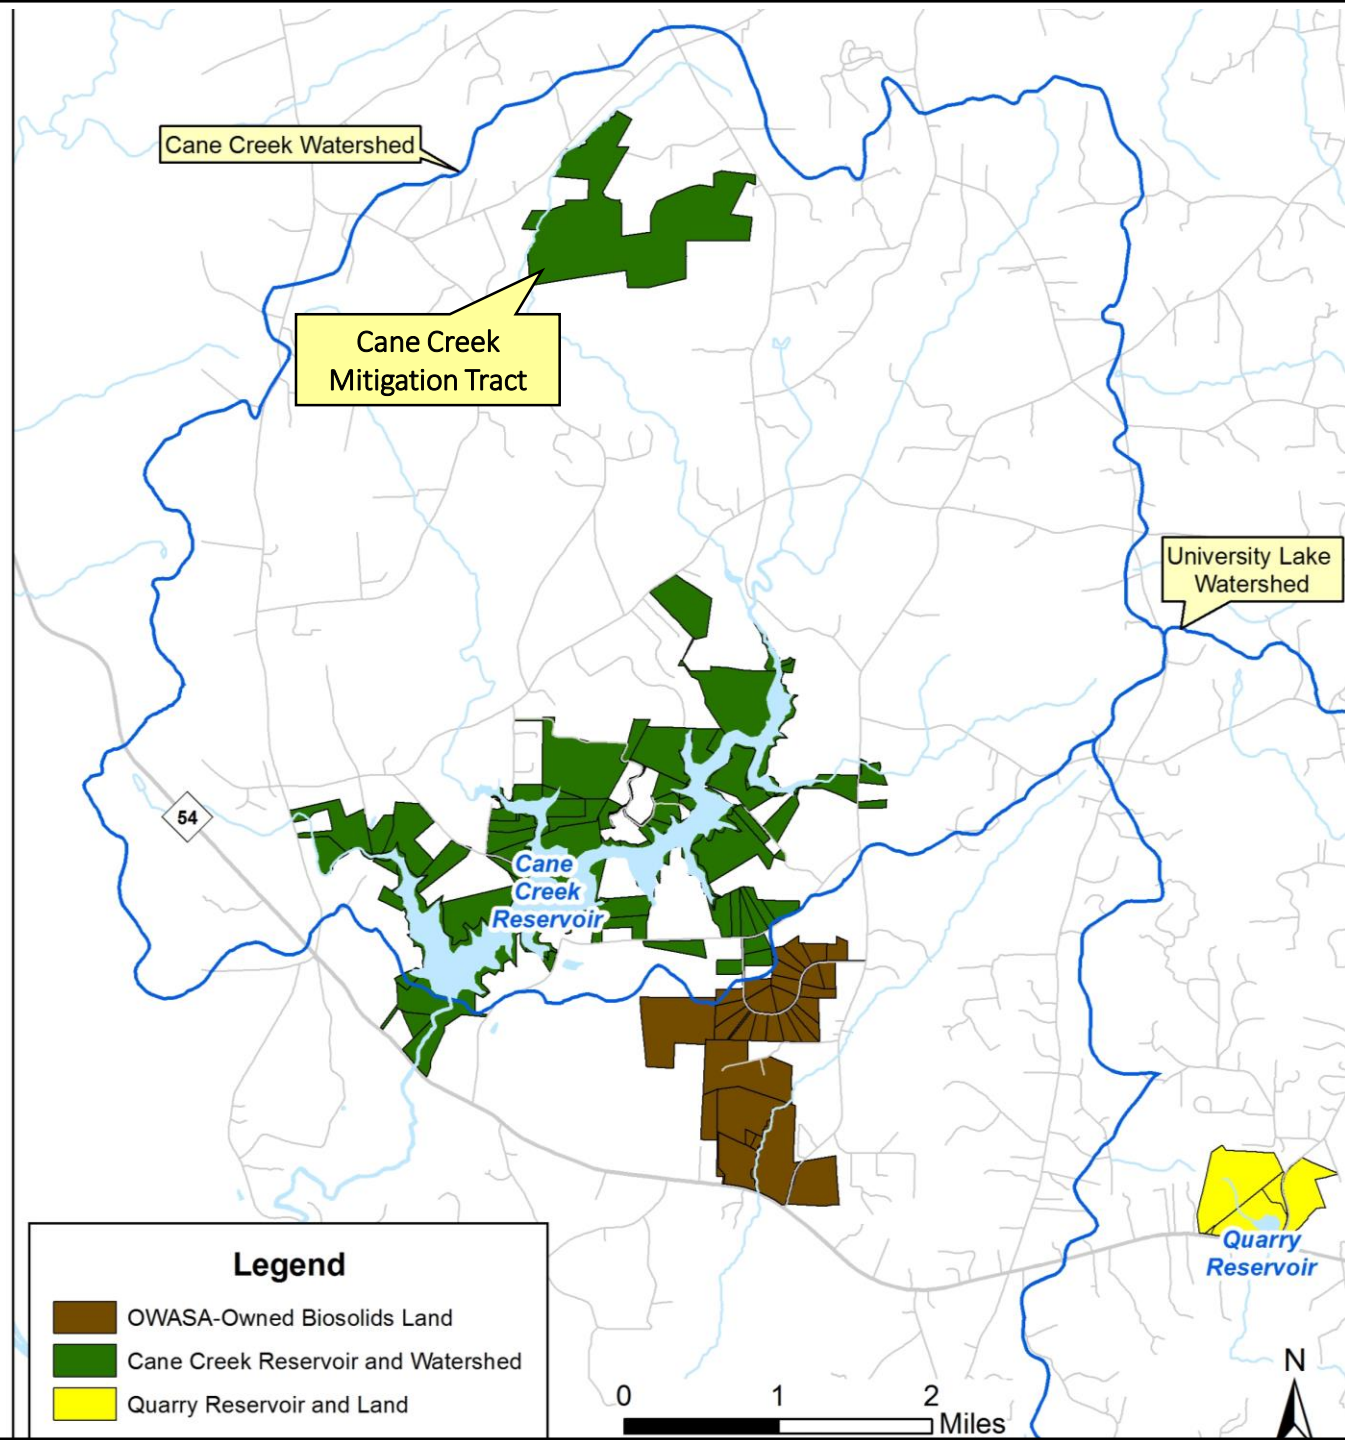 Cane Creek Watershed
Cane Creek
Mitigation Tract
University Lake
Watershed
54
Cane
Creek
Reservoir
Quarry
Reservoir
Legend
OWASA-Owned Biosolids Land
Cane Creek Reservoir and Watershed
Quarry Reservoir and Land
0 1 2
Miles
N